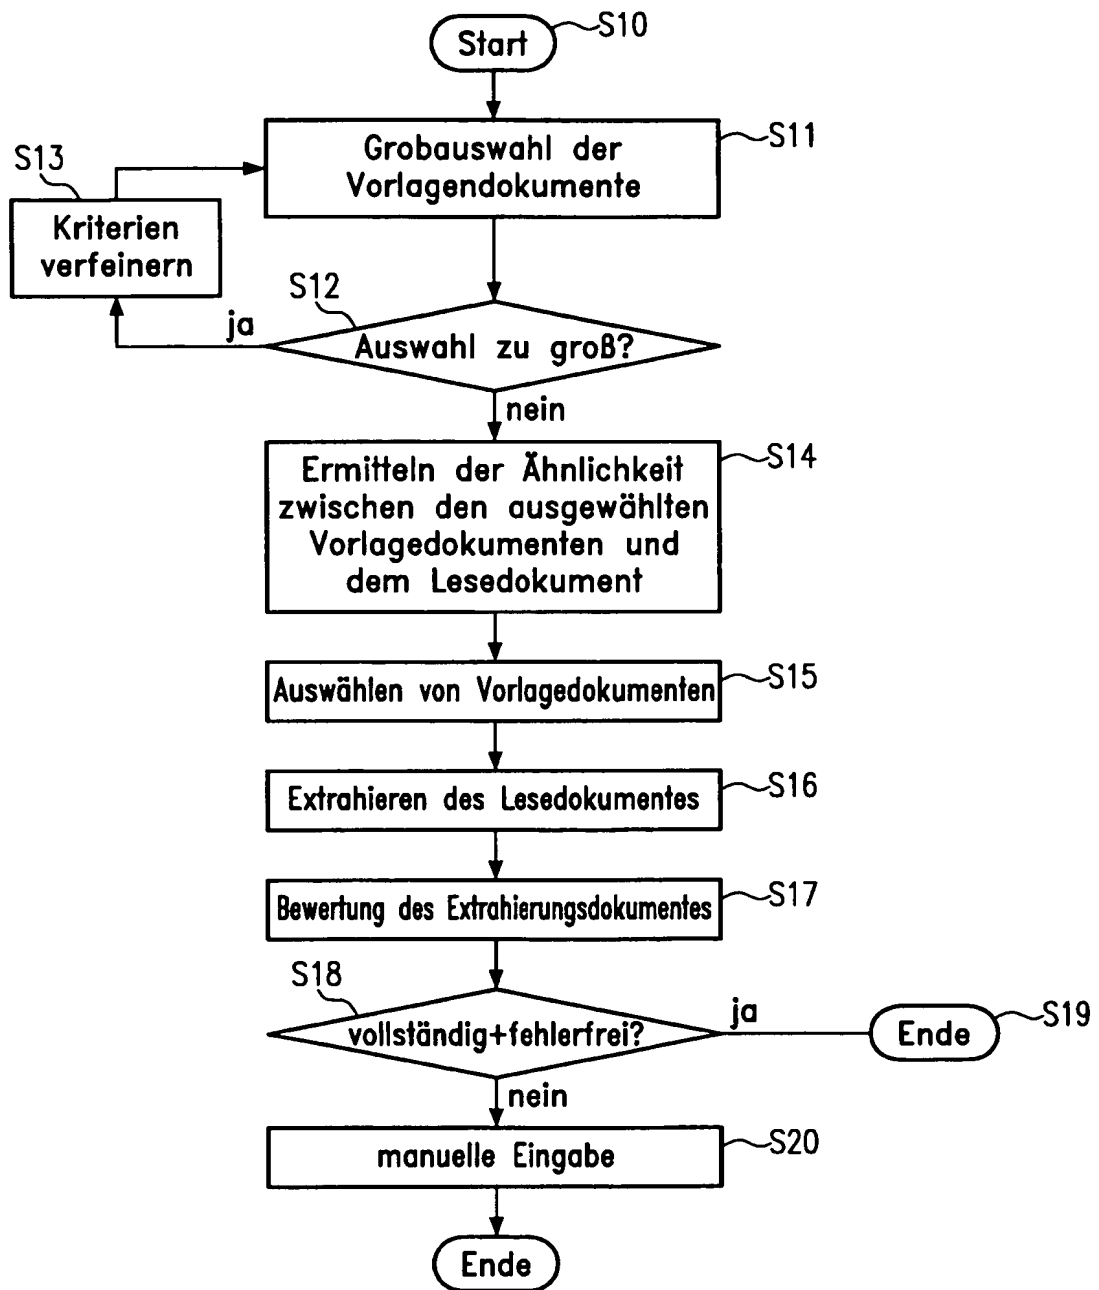 Start
S10
Grobauswahl der
Vorlagendokumente
S11
S13
Kriterien
verfeinern
S12
ja
Auswahl zu groß?
nein
Ermitteln der Ähnlichkeit
zwischen den ausgewählten
Vorlagedokumenten und
dem Lesedokument
S14
Auswählen von Vorlagedokumenten
S15
Extrahieren des Lesedokumentes
S16
Bewertung des Extrahierungsdokumentes
S17
S18
vollständig+fehlerfrei?
ja
Ende
S19
nein
manuelle Eingabe
S20
Ende